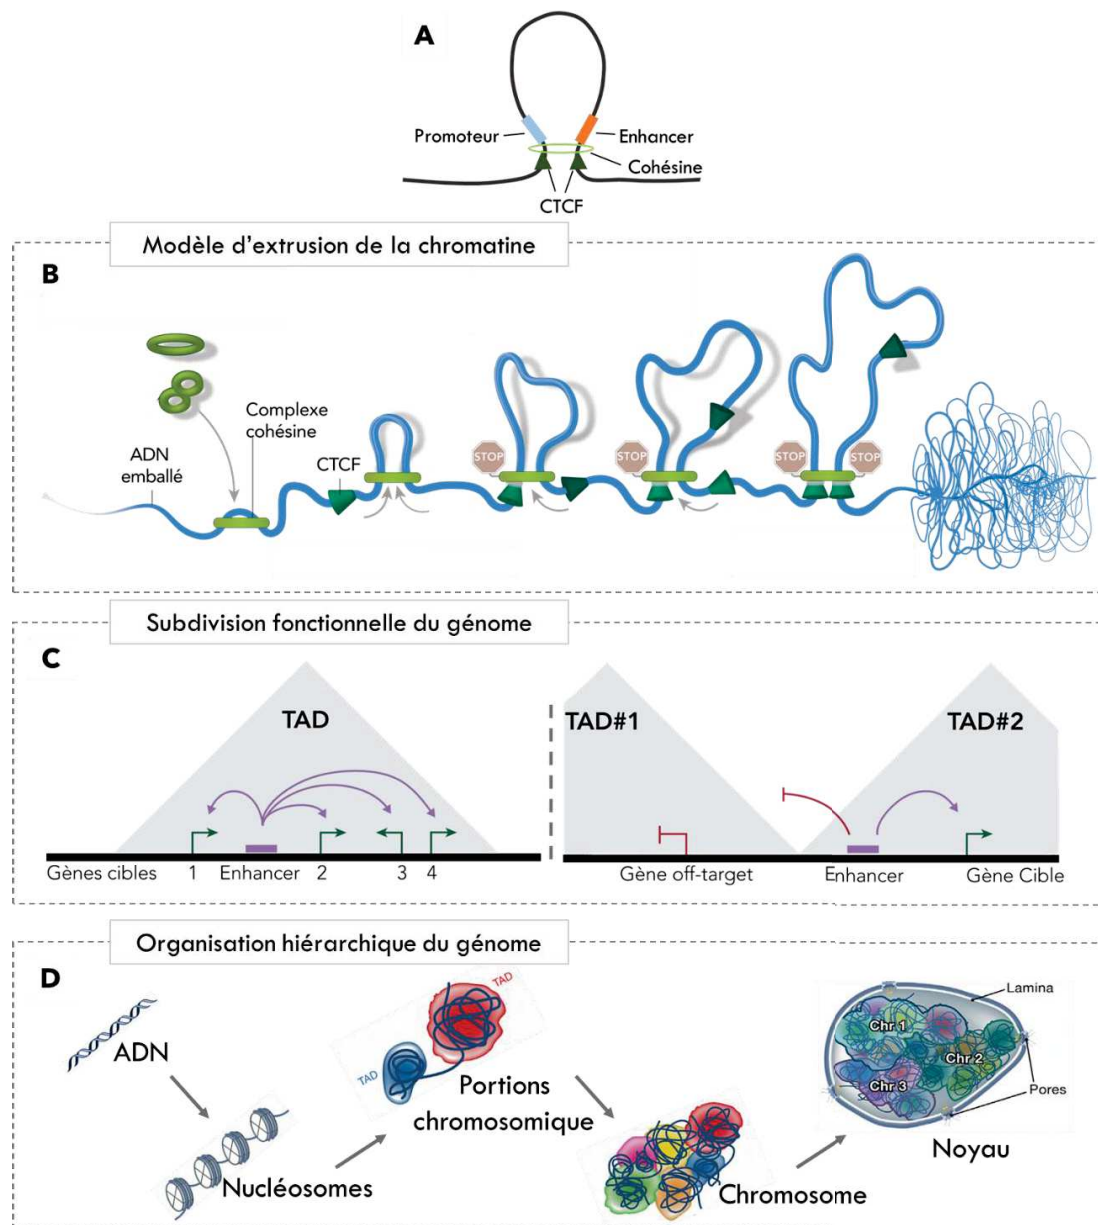 A
Promoteur
Enhancer
Cohésine
CTCF
Modèle d'extrusion de la chromatine
B
Complexe
cohésine
ADN
emballé
CTCF
STOP
STOP
STOP
STOP
Subdivision fonctionnelle du génome
C
TAD
TAD#1
TAD#2
Gènes cibles
1
Enhancer
2
3
4
Gène off-target
Enhancer
Gène Cible
Organisation hiérarchique du génome
D
ADN
Nucléosomes
TAD
TAD
Portions
chromosomique
Chromosome
Lamina
Chr 1
Chr 2
Chr 3
Pores
Noyau